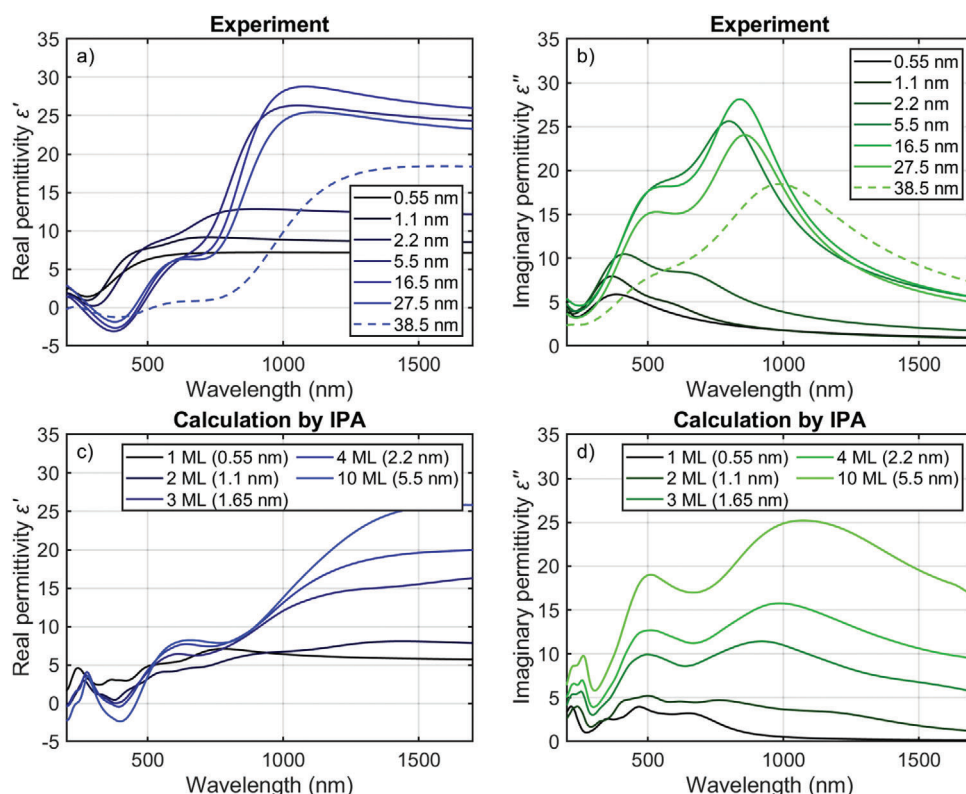 Experiment
a)
Real permittivity ε′
35
30
25
20
15
10
5
0
-5
0.55 nm
1.1 nm
2.2 nm
5.5 nm
16.5 nm
27.5 nm
38.5 nm
500
1000
1500
Wavelength (nm)
Experiment
b)
Imaginary permittivity ε″
35
30
25
20
15
10
5
0
0.55 nm
1.1 nm
2.2 nm
5.5 nm
16.5 nm
27.5 nm
38.5 nm
500
1000
1500
Wavelength (nm)
Calculation by IPA
c)
Real permittivity ε′
35
30
25
20
15
10
5
0
-5
1 ML (0.55 nm)
2 ML (1.1 nm)
3 ML (1.65 nm)
4 ML (2.2 nm)
10 ML (5.5 nm)
500
1000
1500
Wavelength (nm)
Calculation by IPA
d)
Imaginary permittivity ε″
35
30
25
20
15
10
5
0
1 ML (0.55 nm)
2 ML (1.1 nm)
3 ML (1.65 nm)
4 ML (2.2 nm)
10 ML (5.5 nm)
500
1000
1500
Wavelength (nm)